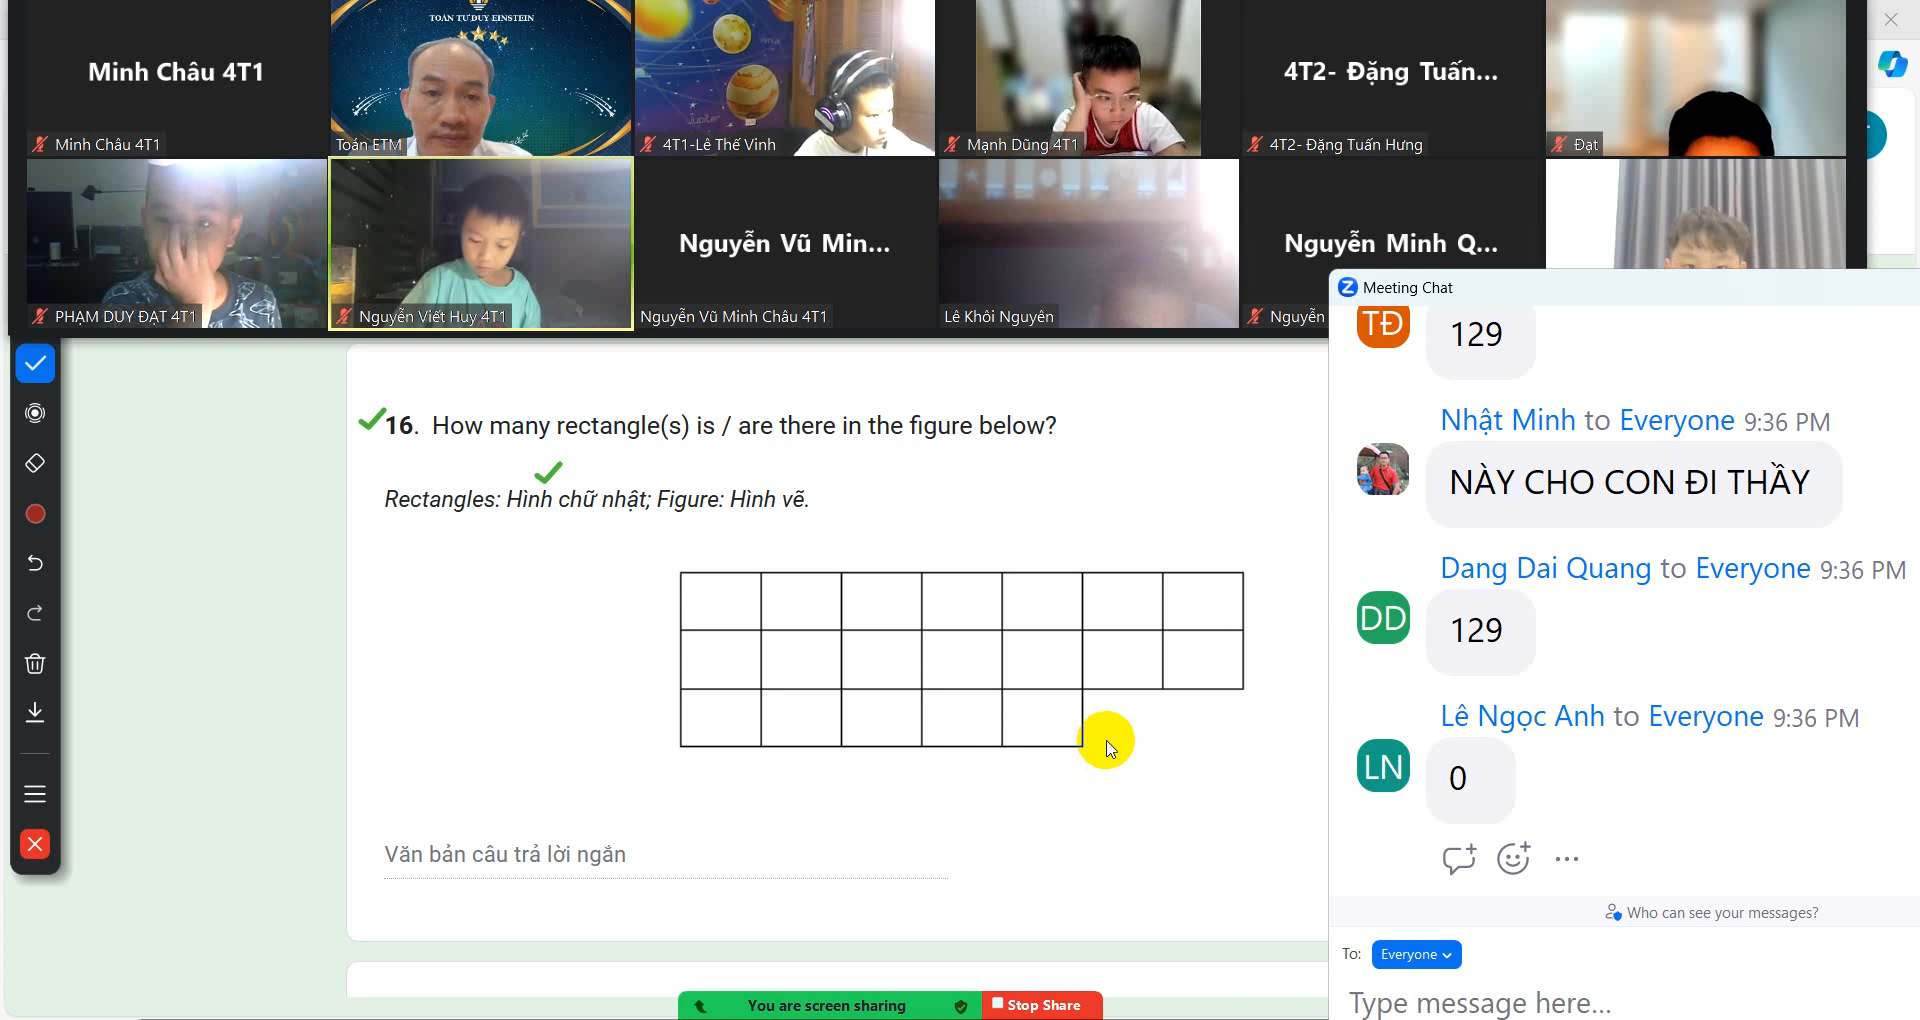 TOÁN TƯ DUY EINSTEIN
Minh Châu 4T1
4T2- Đặng Tuấn...
Minh Châu 4T1
Toán ETM
4T1-Lê Thế Vinh
Mạnh Dũng 4T1
4T2- Đặng Tuấn Hưng
Đạt
Nguyễn Vũ Min...
Nguyễn Minh Q...
PHẠM DUY ĐẠT 4T1
Nguyễn Viết Huy 4T1
Nguyễn Vũ Minh Châu 4T1
Lê Khôi Nguyên
Nguyễn
Meeting Chat
TĐ
129
Nhật Minh to Everyone 9:36 PM
NÀY CHO CON ĐI THẦY
Dang Dai Quang to Everyone 9:36 PM
DD
129
Lê Ngọc Anh to Everyone 9:36 PM
LN
0
Who can see your messages?
To: Everyone
Type message here...
16. How many rectangle(s) is / are there in the figure below?
Rectangles: Hình chữ nhật; Figure: Hình vẽ.
Văn bản câu trả lời ngắn
You are screen sharing
Stop Share